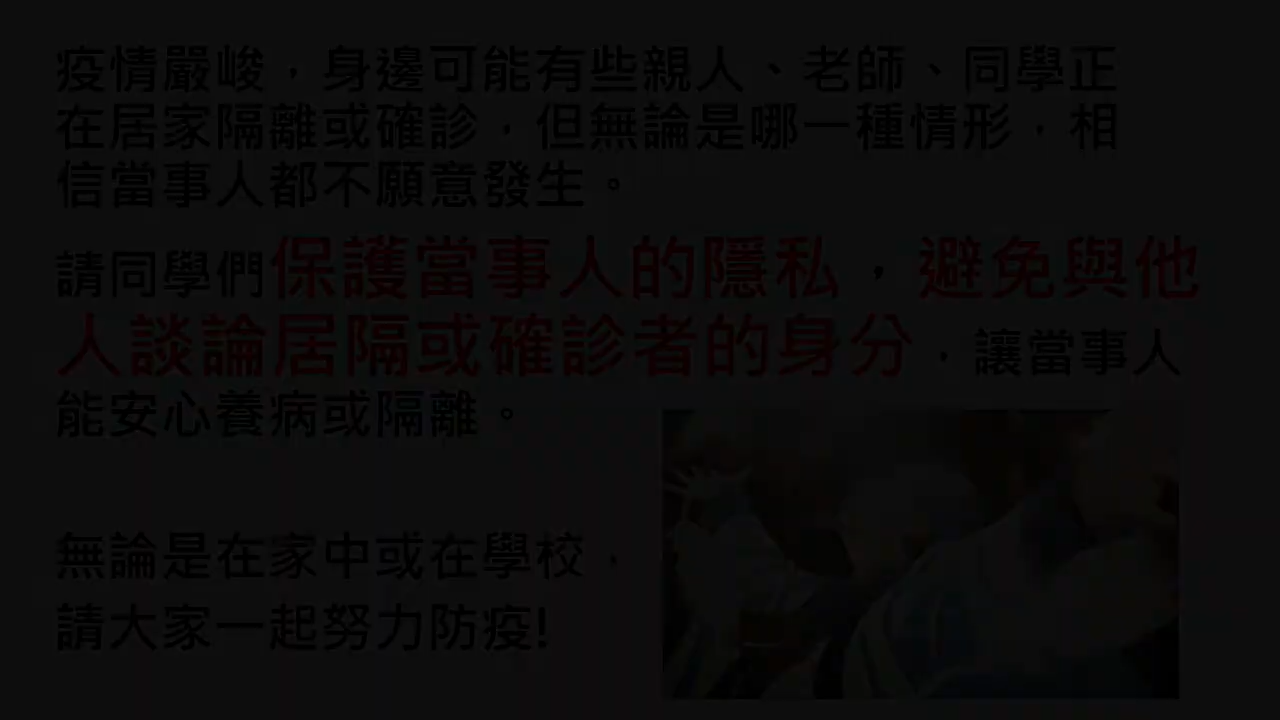 疫情嚴峻，身邊可能有些親人、老師、同學正
在居家隔離或確診，但無論是哪一種情形，相
信當事人都不願意發生。
請同學們保護當事人的隱私，避免與他
人談論居隔或確診者的身分，讓當事人
能安心養病或隔離。
無論是在家中或在學校，
請大家一起努力防疫!